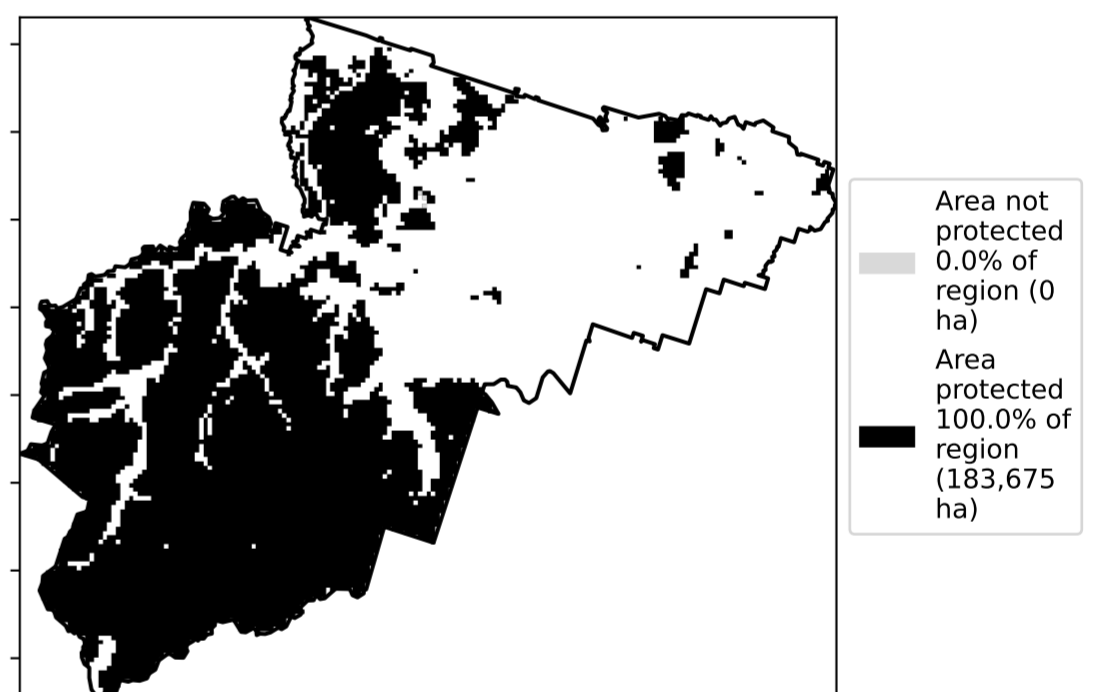 Area not
protected
0.0% of
region (0
ha)
Area
protected
100.0% of
region
(183,675
ha)